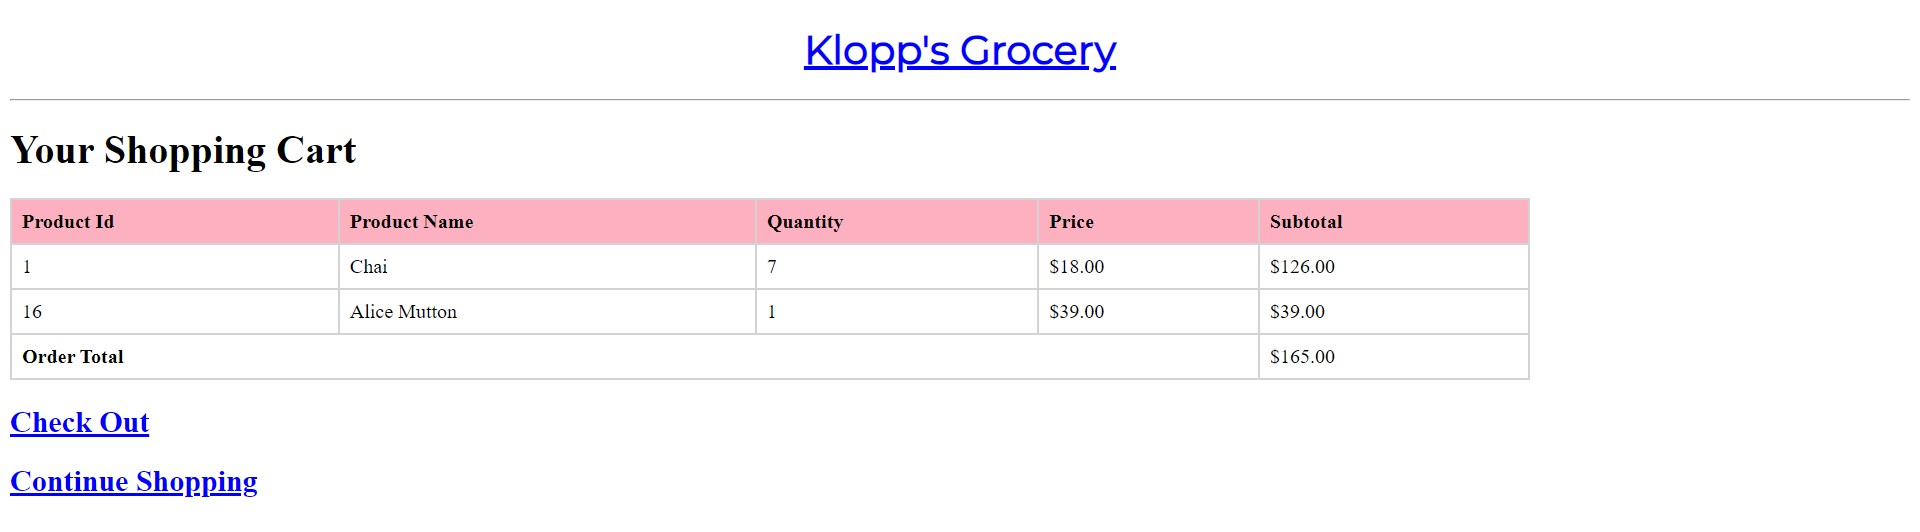 Klopp's Grocery
Your Shopping Cart
Product Id Product Name Quantity Price Subtotal
1 Chai 7 $18.00 $126.00
16 Alice Mutton 1 $39.00 $39.00
Order Total $165.00
Check Out
Continue Shopping